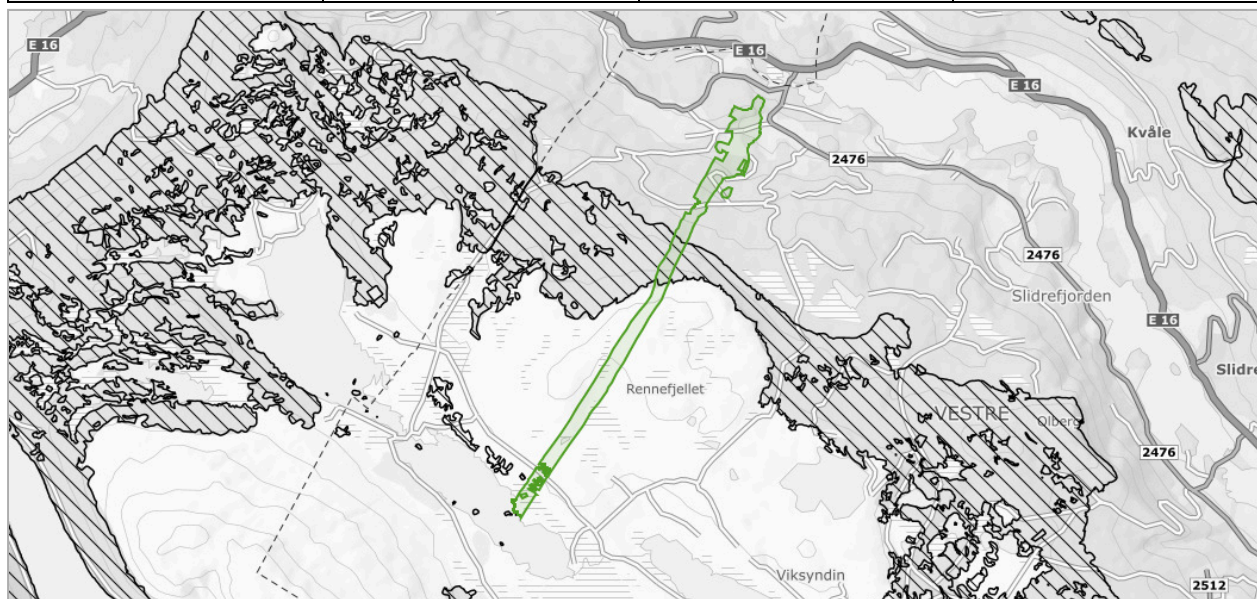 E 16
E 16
E 16
Kvåle
2476
2476
Slidrefjorden
E 16
Slidre
Rennefjellet
VESTRE
Olberg
2476
Viksyndin
2512